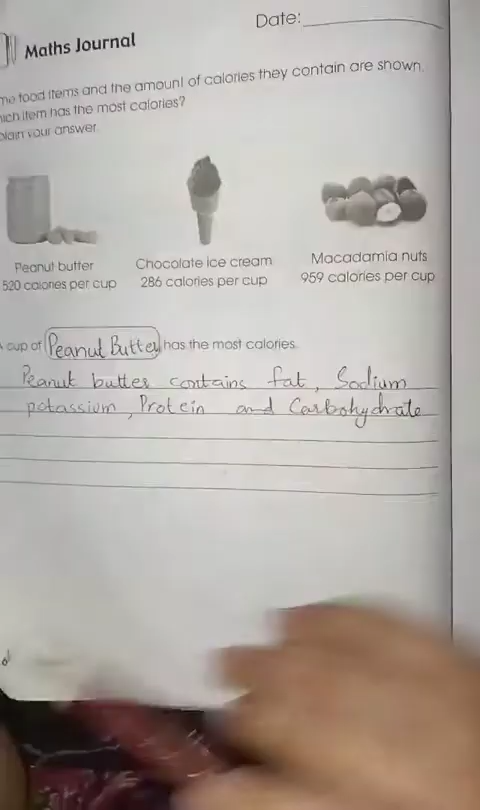 Date:
Maths Journal
me food items and the amount of calories they contain are shown.
ich item has the most calories?
plain your answer.
Peanut butter
520 calories per cup
Chocolate ice cream
286 calories per cup
Macadamia nuts
959 calories per cup
cup of Peanut Butter has the most calories.
Peanut butter contains fat, Sodium
potassium, Protein and Carbohydrate